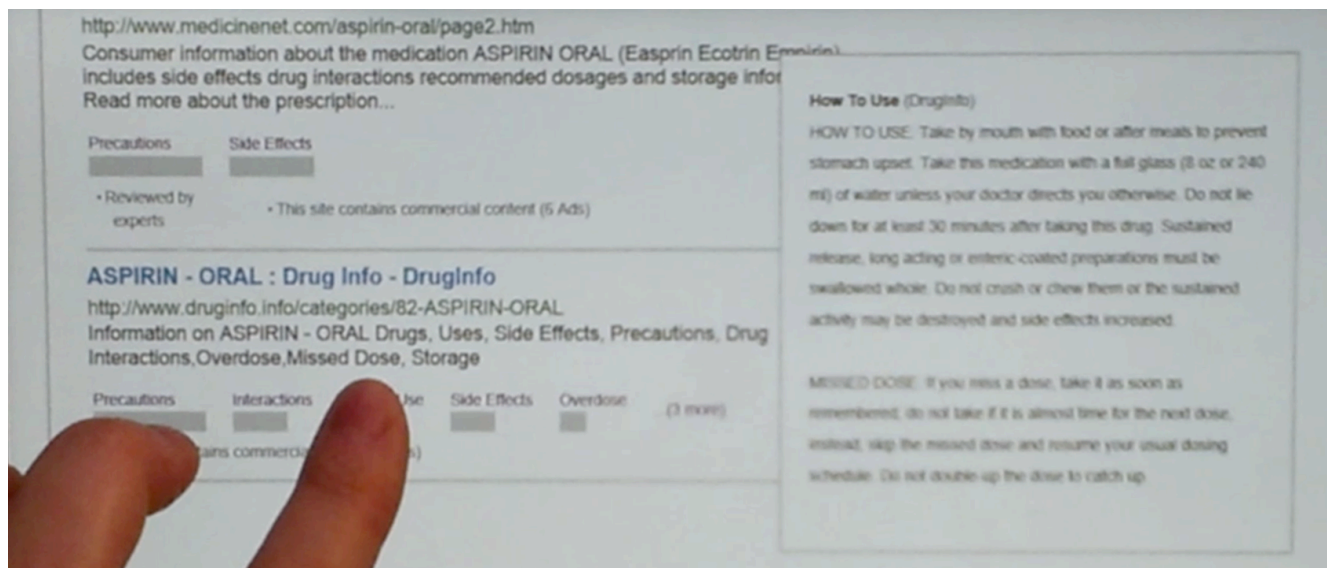 http://www.medicinenet.com/aspirin-oral/page2.htm
Consumer information about the medication ASPIRIN ORAL (Easprin Ecotrin Empirin)
includes side effects drug interactions recommended dosages and storage infor
Read more about the prescription...
Precautions Side Effects
• Reviewed by
experts
• This site contains commercial content (5 Ads)
ASPIRIN - ORAL : Drug Info - DrugInfo
http://www.druginfo.info/categories/82-ASPIRIN-ORAL
Information on ASPIRIN - ORAL Drugs, Uses, Side Effects, Precautions, Drug
Interactions,Overdose,Missed Dose, Storage
Precautions Interactions Use Side Effects Overdose (3 more)
ains commercia s)
How To Use (DrugInfo)
HOW TO USE: Take by mouth with food or after meals to prevent
stomach upset. Take this medication with a full glass (8 oz or 240
ml) of water unless your doctor directs you otherwise. Do not lie
down for at least 30 minutes after taking this drug. Sustained
release, long acting or enteric-coated preparations must be
swallowed whole. Do not crush or chew them or the sustained
activity may be destroyed and side effects increased.
MISSED DOSE: If you miss a dose, take it as soon as
remembered; do not take if it is almost time for the next dose,
instead, skip the missed dose and resume your usual dosing
schedule. Do not double-up the dose to catch up.